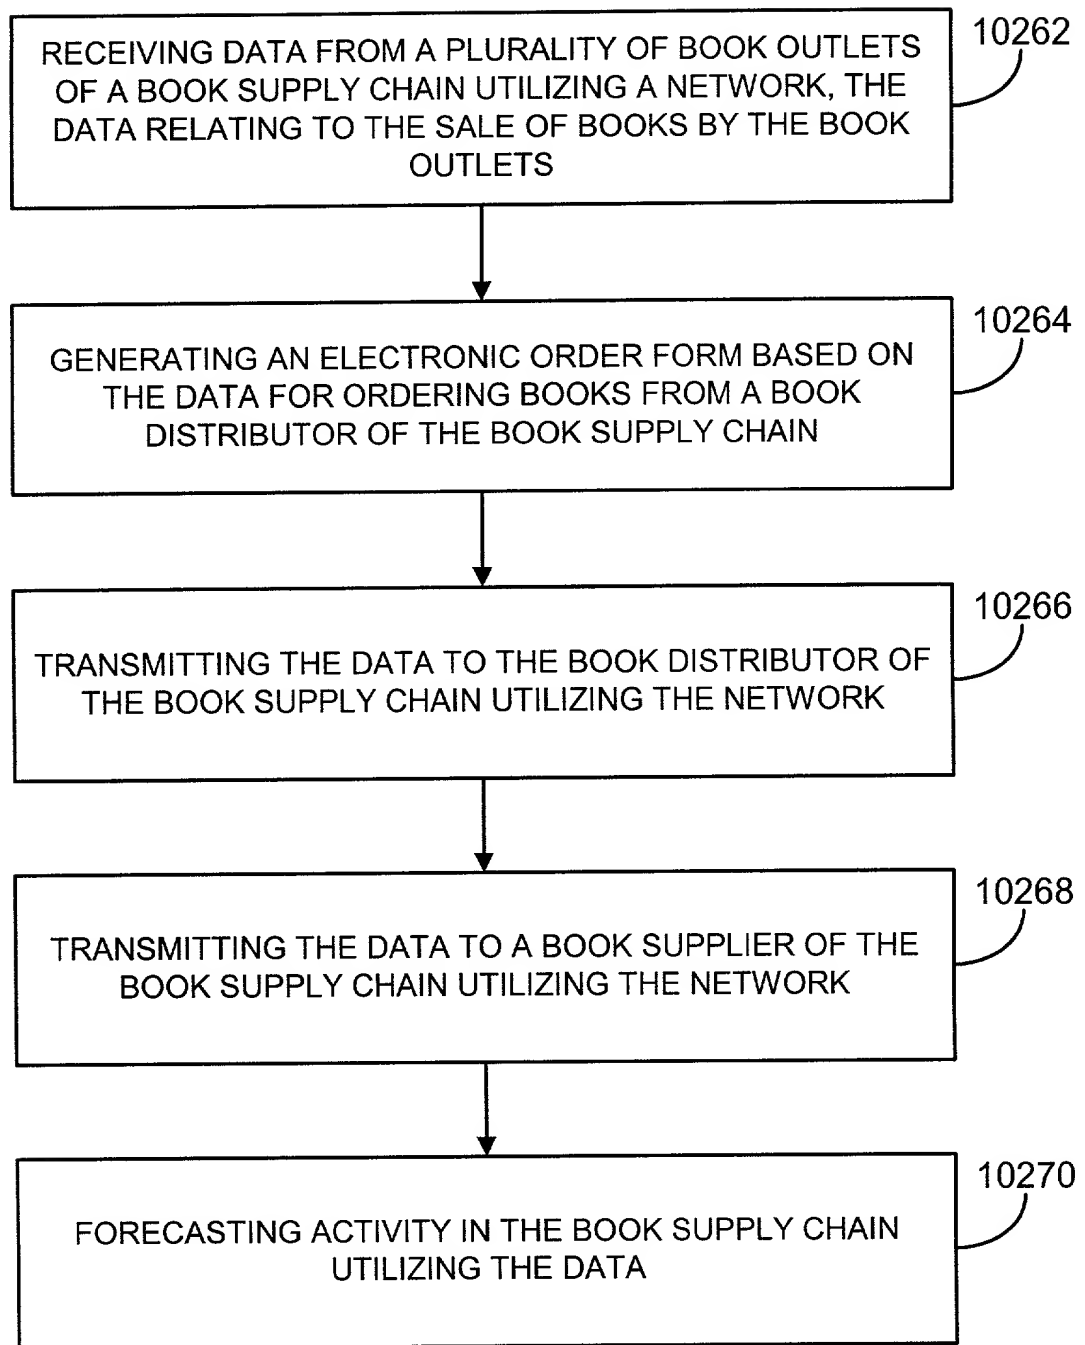 10262
RECEIVING DATA FROM A PLURALITY OF BOOK OUTLETS
OF A BOOK SUPPLY CHAIN UTILIZING A NETWORK, THE
DATA RELATING TO THE SALE OF BOOKS BY THE BOOK
OUTLETS
10264
GENERATING AN ELECTRONIC ORDER FORM BASED ON
THE DATA FOR ORDERING BOOKS FROM A BOOK
DISTRIBUTOR OF THE BOOK SUPPLY CHAIN
10266
TRANSMITTING THE DATA TO THE BOOK DISTRIBUTOR OF
THE BOOK SUPPLY CHAIN UTILIZING THE NETWORK
10268
TRANSMITTING THE DATA TO A BOOK SUPPLIER OF THE
BOOK SUPPLY CHAIN UTILIZING THE NETWORK
10270
FORECASTING ACTIVITY IN THE BOOK SUPPLY CHAIN
UTILIZING THE DATA